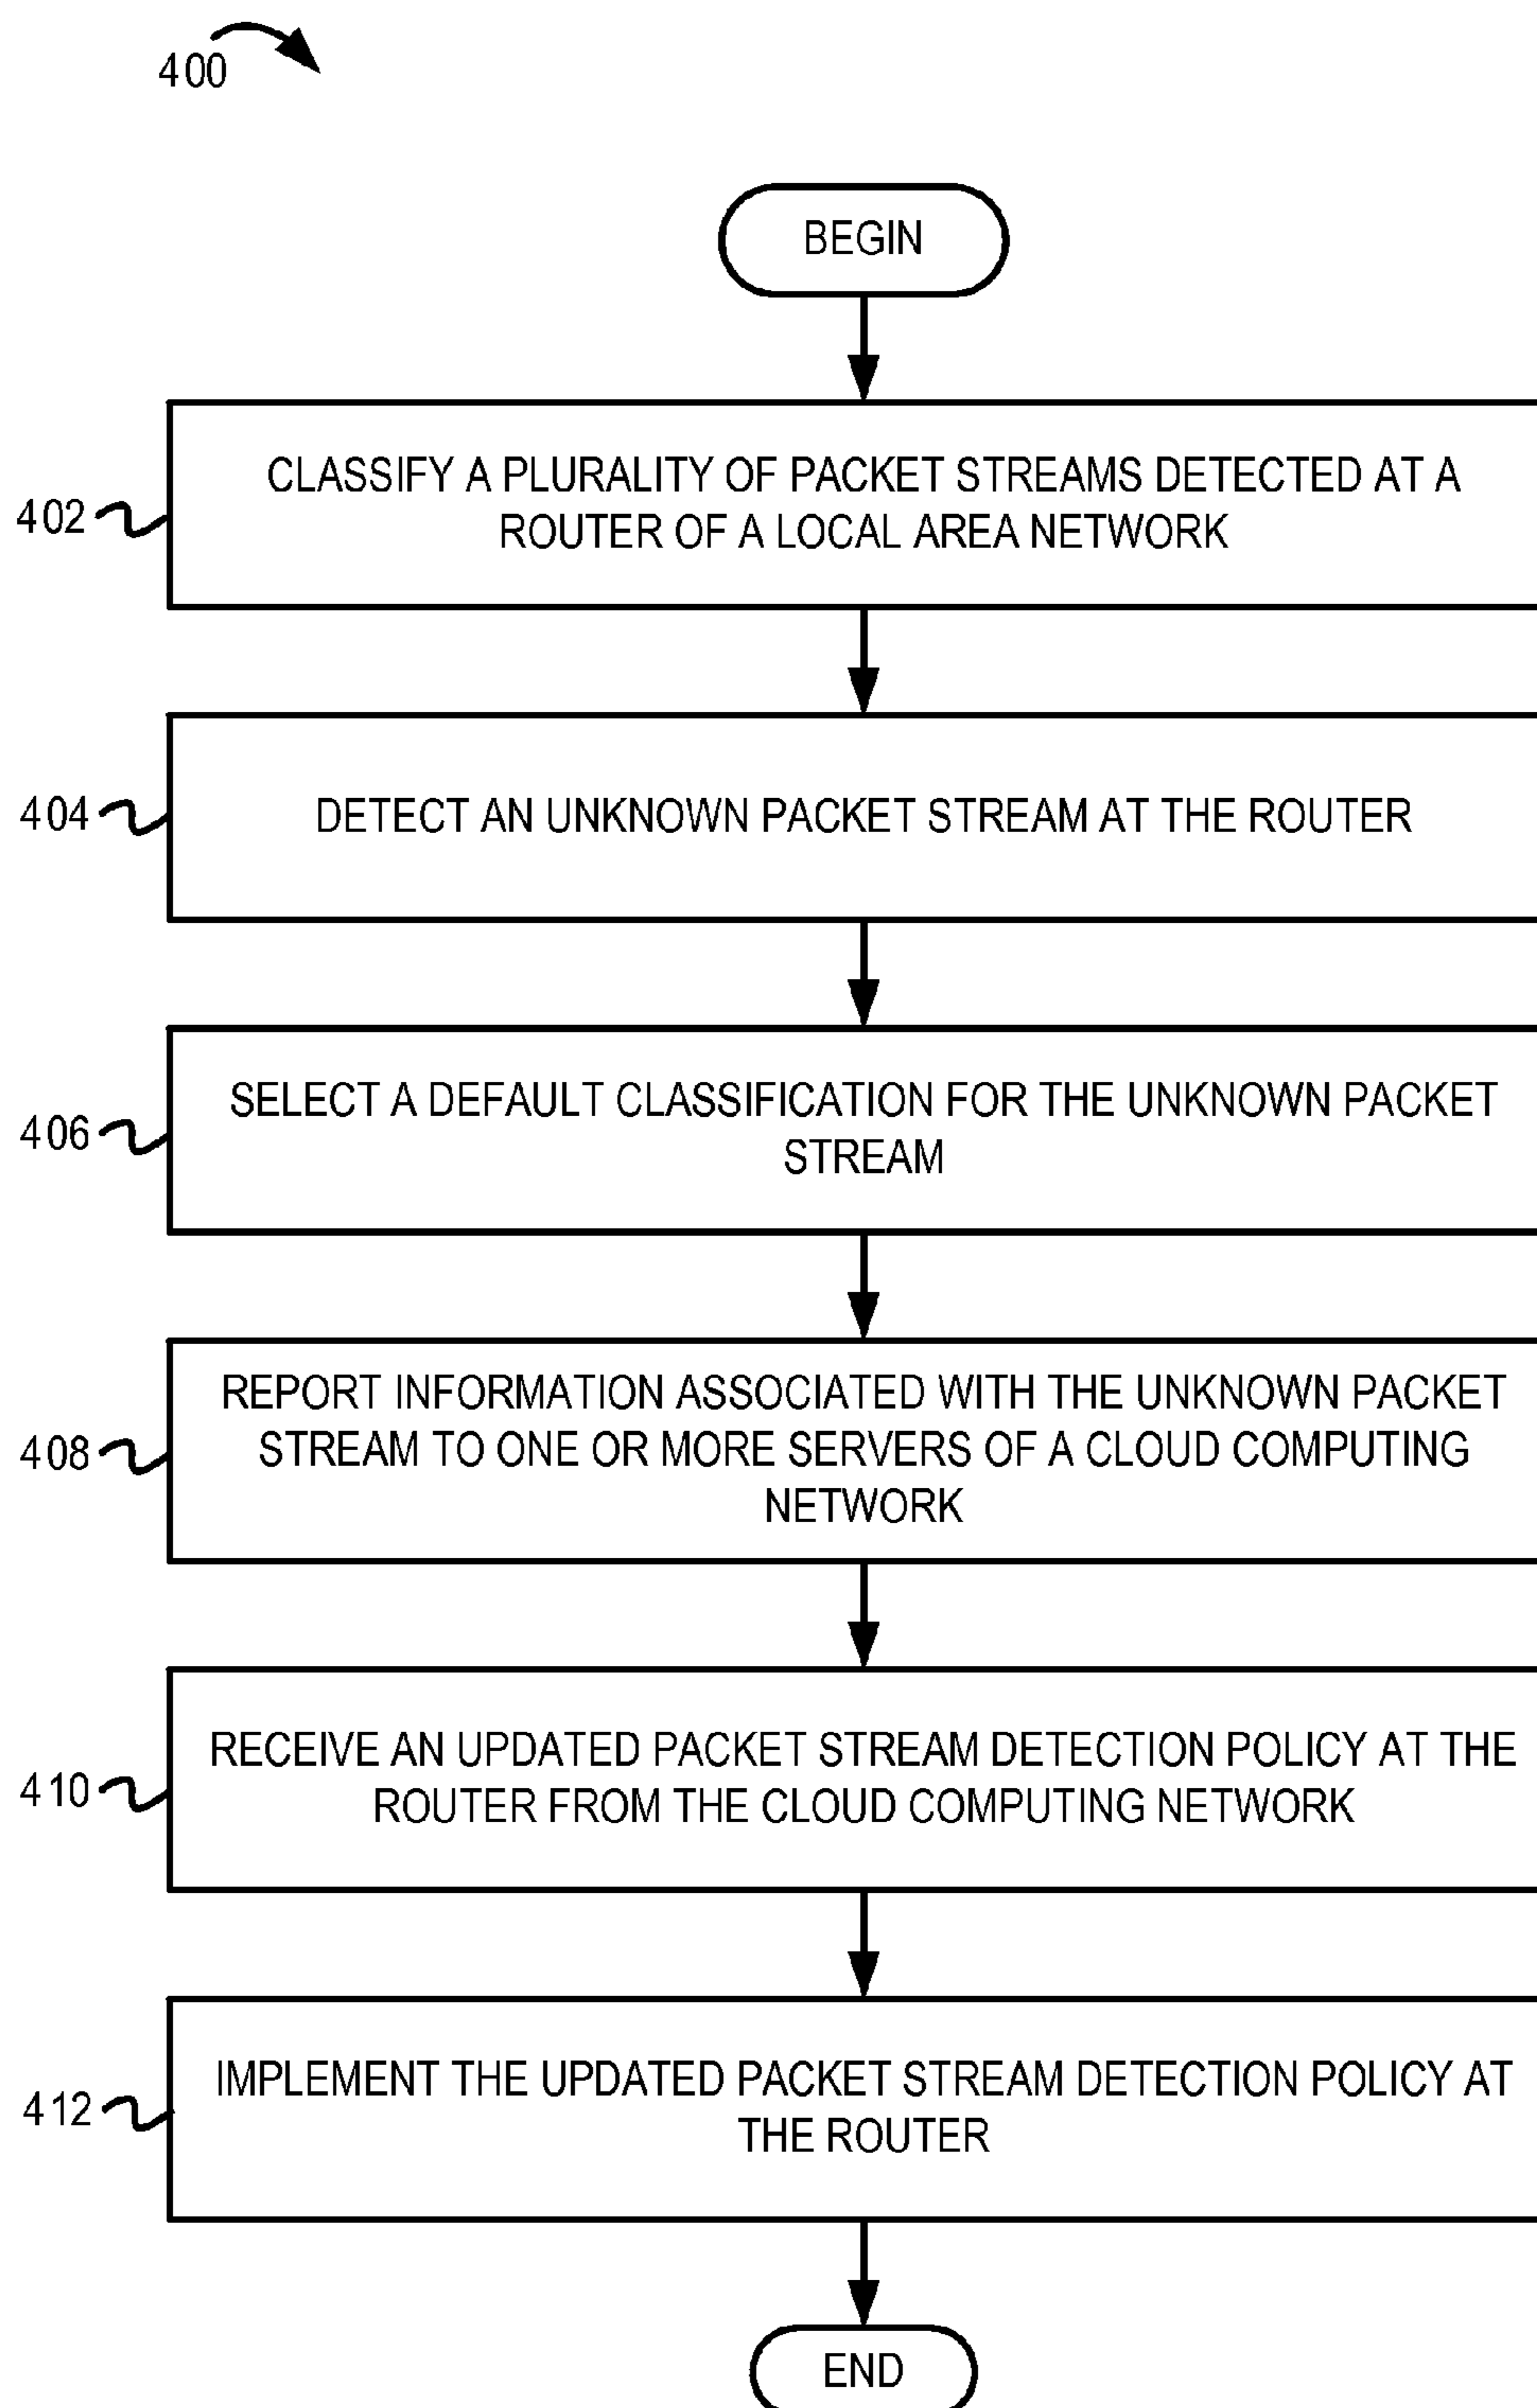 400
BEGIN
CLASSIFY A PLURALITY OF PACKET STREAMS DETECTED AT A
ROUTER OF A LOCAL AREA NETWORK
402
DETECT AN UNKNOWN PACKET STREAM AT THE ROUTER
404
SELECT A DEFAULT CLASSIFICATION FOR THE UNKNOWN PACKET
STREAM
406
REPORT INFORMATION ASSOCIATED WITH THE UNKNOWN PACKET
STREAM TO ONE OR MORE SERVERS OF A CLOUD COMPUTING
NETWORK
408
RECEIVE AN UPDATED PACKET STREAM DETECTION POLICY AT THE
ROUTER FROM THE CLOUD COMPUTING NETWORK
410
IMPLEMENT THE UPDATED PACKET STREAM DETECTION POLICY AT
THE ROUTER
412
END